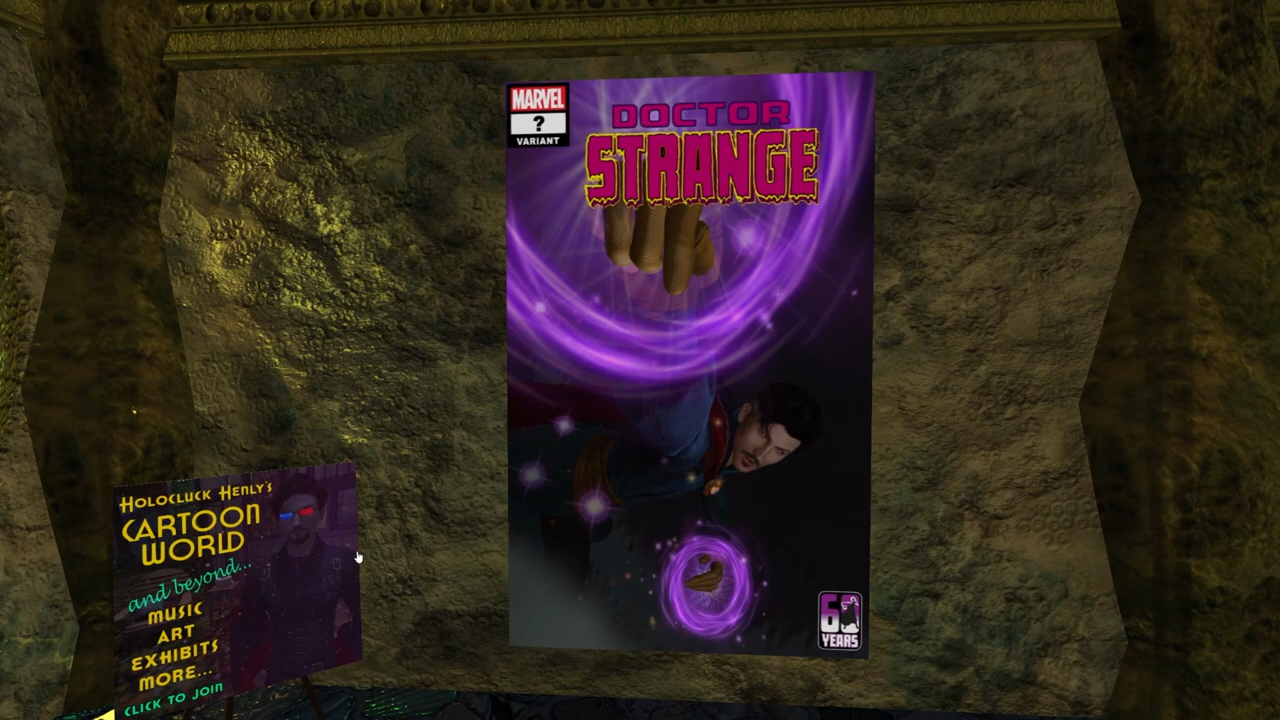 MARVEL
?
VARIANT
DOCTOR
STRANGE
60
YEARS
HOLOCLUCK HENLY'S
CARTOON
WORLD
and beyond...
MUSIC
ART
EXHIBITS
MORE...
CLICK TO JOIN